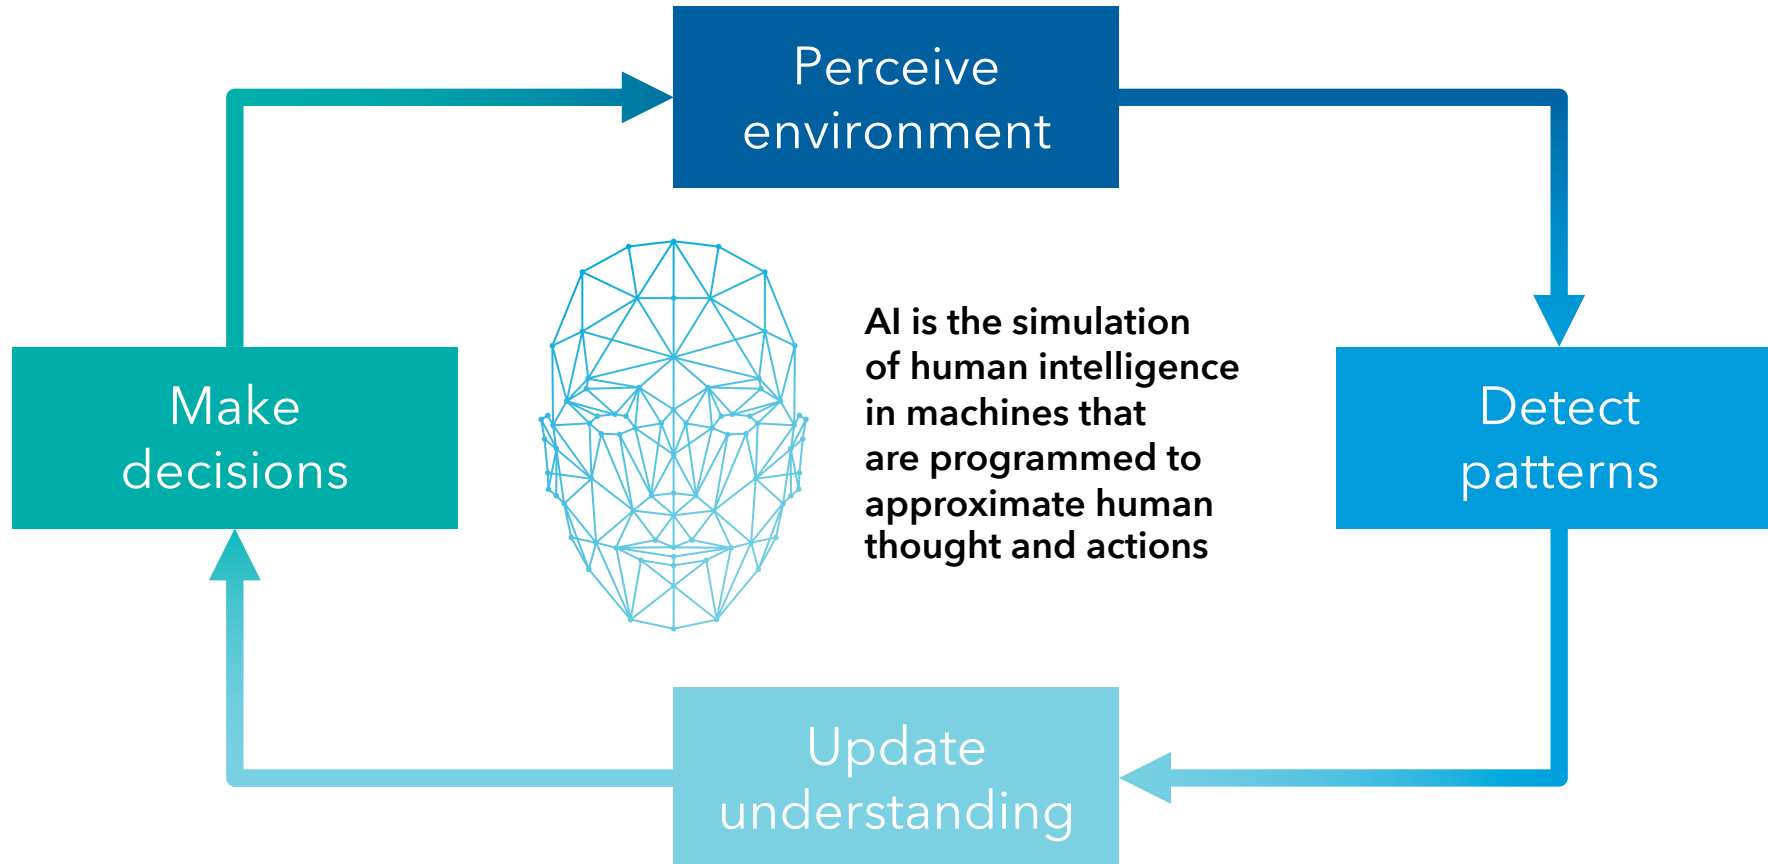 Perceive
environment
AI is the simulation
of human intelligence
in machines that
are programmed to
approximate human
thought and actions
Make
decisions
Detect
patterns
Update
understanding